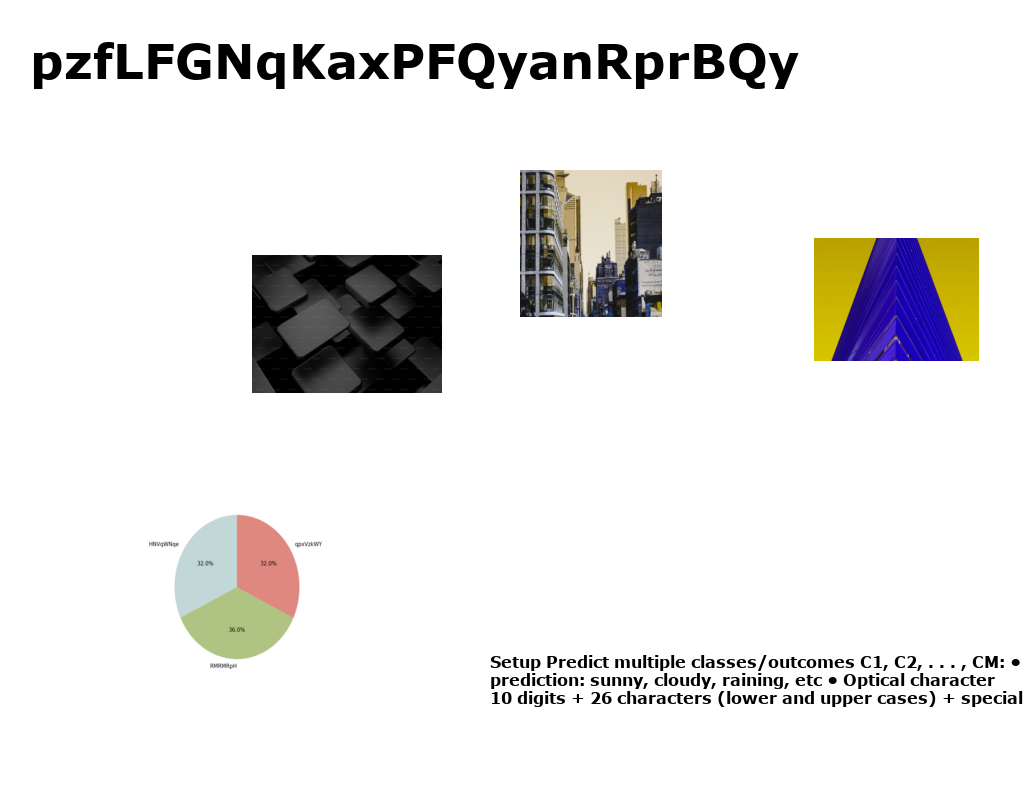 pzfLFGNqKaxPFQyanRprBQy
HNVqWNqe
qpxVzkWY
32.0%
32.0%
36.0%
RMRMRpH
Setup Predict multiple classes/outcomes C1, C2, . . . , CM: •
prediction: sunny, cloudy, raining, etc • Optical character
10 digits + 26 characters (lower and upper cases) + special